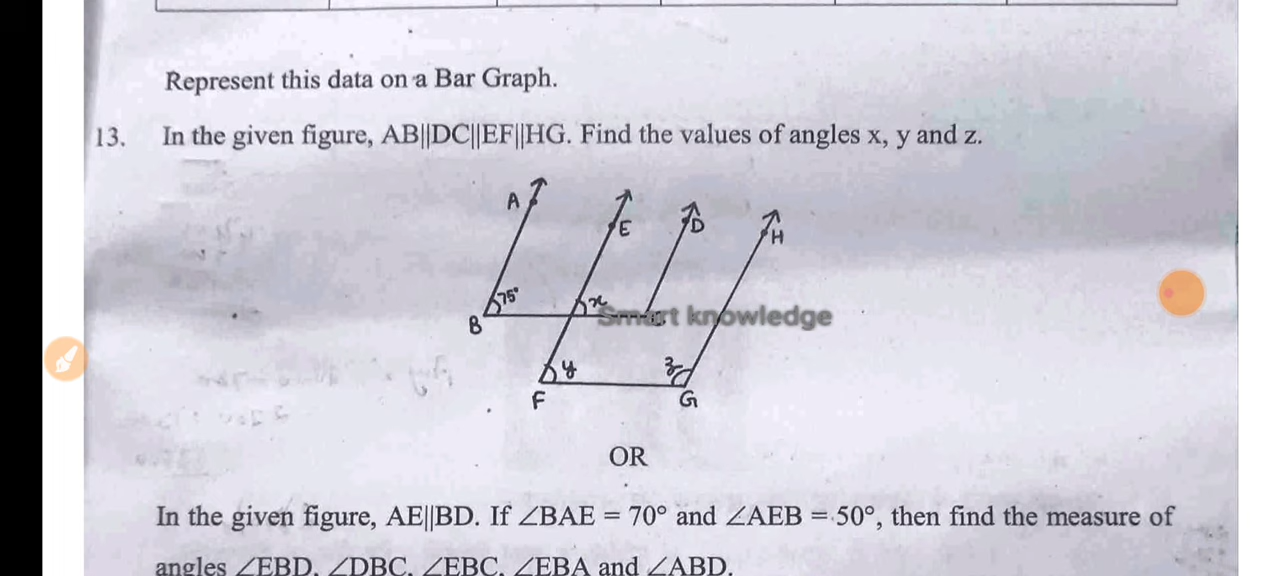 Represent this data on a Bar Graph.
13. In the given figure, AB||DC||EF||HG. Find the values of angles x, y and z.
A
E
D
H
75°
x
B
Smart knowledge
y
z
F
G
OR
In the given figure, AE||BD. If ∠BAE = 70° and ∠AEB = 50°, then find the measure of
angles ∠EBD, ∠DBC, ∠EBC, ∠EBA and ∠ABD.